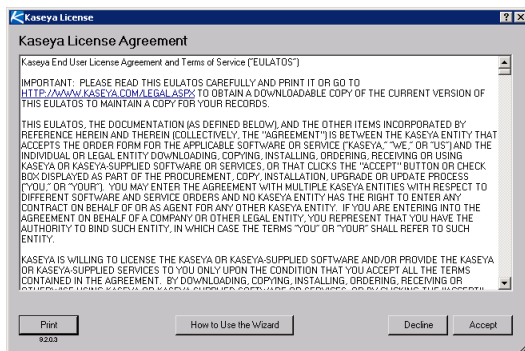 Kaseya License
Kaseya License Agreement
Kaseya End User License Agreement and Terms of Service ("EULATOS")
IMPORTANT: PLEASE READ THIS EULATOS CAREFULLY AND PRINT IT OR GO TO
HTTP://WWW.KASEYA.COM/LEGAL.ASPX TO OBTAIN A DOWNLOADABLE COPY OF THE CURRENT VERSION OF
THIS EULATOS TO MAINTAIN A COPY FOR YOUR RECORDS.
THIS EULATOS, THE DOCUMENTATION (AS DEFINED BELOW), AND THE OTHER ITEMS INCORPORATED BY
REFERENCE HEREIN AND THEREIN (COLLECTIVELY, THE "AGREEMENT") IS BETWEEN THE KASEYA ENTITY THAT
ACCEPTS THE ORDER FORM FOR THE APPLICABLE SOFTWARE OR SERVICE ("KASEYA," "WE," OR "US") AND THE
INDIVIDUAL OR LEGAL ENTITY DOWNLOADING, COPYING, INSTALLING, ORDERING, RECEIVING OR USING
KASEYA OR KASEYA-SUPPLIED SOFTWARE OR SERVICES, OR THAT CLICKS THE "ACCEPT" BUTTON OR CHECK
BOX DISPLAYED AS PART OF THE PROCUREMENT, COPY, INSTALLATION, UPGRADE OR UPDATE PROCESS
("YOU," OR "YOUR"). YOU MAY ENTER THE AGREEMENT WITH MULTIPLE KASEYA ENTITIES WITH RESPECT TO
DIFFERENT SOFTWARE AND SERVICE ORDERS AND NO KASEYA ENTITY HAS THE RIGHT TO ENTER ANY
CONTRACT ON BEHALF OF OR AS AGENT FOR ANY OTHER KASEYA ENTITY. IF YOU ARE ENTERING INTO THE
AGREEMENT ON BEHALF OF A COMPANY OR OTHER LEGAL ENTITY, YOU REPRESENT THAT YOU HAVE THE
AUTHORITY TO BIND SUCH ENTITY, IN WHICH CASE THE TERMS "YOU" OR "YOUR" SHALL REFER TO SUCH
ENTITY.
KASEYA IS WILLING TO LICENSE THE KASEYA OR KASEYA-SUPPLIED SOFTWARE AND/OR PROVIDE THE KASEYA
OR KASEYA-SUPPLIED SERVICES TO YOU ONLY UPON THE CONDITION THAT YOU ACCEPT ALL THE TERMS
CONTAINED IN THE AGREEMENT. BY DOWNLOADING, COPYING, INSTALLING, ORDERING, RECEIVING OR
OTHERWISE USING KASEYA OR KASEYA-SUPPLIED SOFTWARE OR SERVICES, OR BY CLICKING THE "ACCEPT"
Print
How to Use the Wizard
Decline
Accept
9.2.0.3